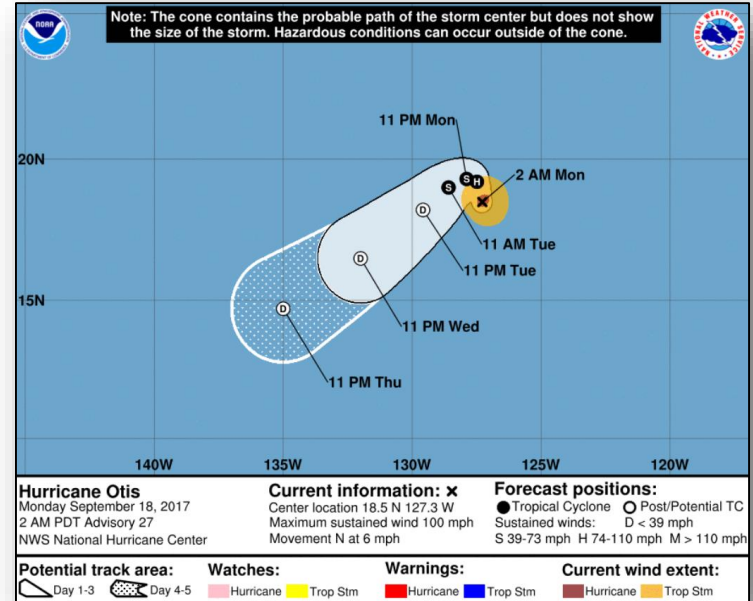 Note: The cone contains the probable path of the storm center but does not show
the size of the storm. Hazardous conditions can occur outside of the cone.
NOAA
11 PM Mon
20N
2 AM Mon
S
H
S
D
11 AM Tue
11 PM Tue
D
15N
D
11 PM Wed
11 PM Thu
140W 135W 130W 125W 120W
Hurricane Otis
Monday September 18, 2017
2 AM PDT Advisory 27
NWS National Hurricane Center
Current information: x
Center location 18.5 N 127.3 W
Maximum sustained wind 100 mph
Movement N at 6 mph
Forecast positions:
Tropical Cyclone Post/Potential TC
Sustained winds: D < 39 mph
S 39-73 mph H 74-110 mph M > 110 mph
Potential track area:
Day 1-3 Day 4-5
Watches:
Hurricane Trop Stm
Warnings:
Hurricane Trop Stm
Current wind extent:
Hurricane Trop Stm